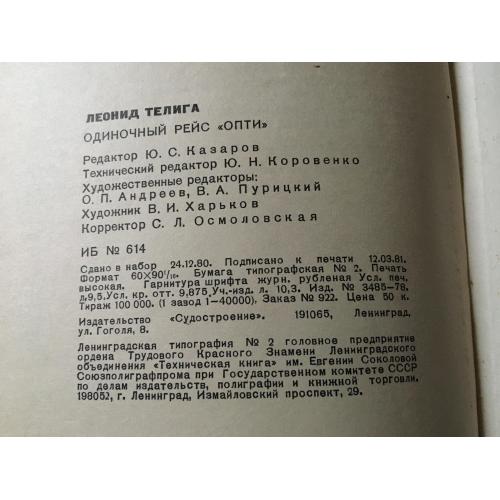 ЛЕОНИД ТЕЛИГА
ОДИНОЧНЫЙ РЕЙС «ОПТИ»
Редактор Ю. С. Казаров
Технический редактор Ю. Н. Коровенко
Художественные редакторы:
О. П. Андреев, В. А. Пурицкий
Художник В. И. Харьков
Корректор С. Л. Осмоловская
ИБ № 614
Сдано в набор 24.12.80. Подписано к печати 12.03.81.
Формат 60×90¹/₁₆. Бумага типографская № 2. Печать
высокая. Гарнитура шрифта журн. рубленая Усл. печ.
л,9,5.Усл. кр. отт. 9,875.Уч.-изд. л. 10,3. Изд. № 3485–78.
Тираж 100 000. (1 завод 1—40000). Заказ № 922. Цена 50 к.
Издательство «Судостроение». 191065, Ленинград,
ул. Гоголя, 8.
Ленинградская типография № 2 головное предприятие
ордена Трудового Красного Знамени Ленинградского
объединения «Техническая книга» им. Евгении Соколовой
Союзполиграфпрома при Государственном комитете СССР
по делам издательств, полиграфии и книжной торговли.
198052, г. Ленинград, Измайловский проспект, 29.